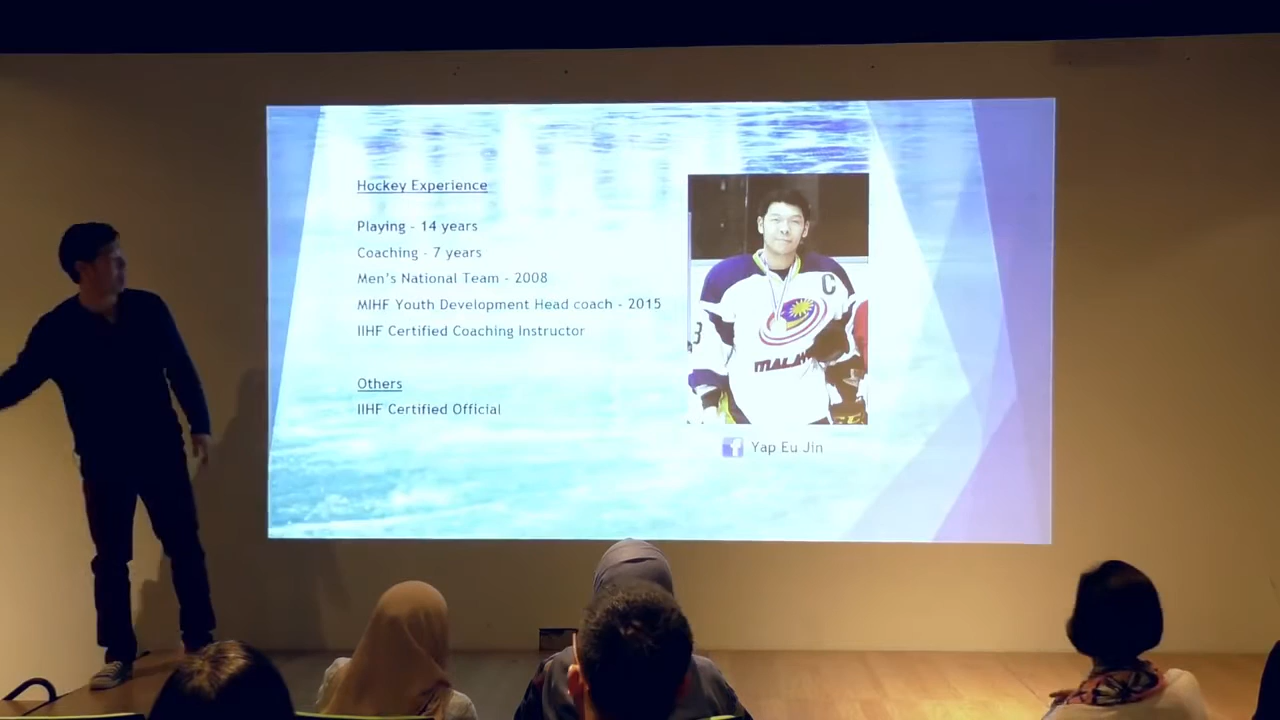 Hockey Experience
Playing - 14 years
Coaching - 7 years
Men's National Team - 2008
MIHF Youth Development Head coach - 2015
IIHF Certified Coaching Instructor
Others
IIHF Certified Official
C
3
f Yap Eu Jin